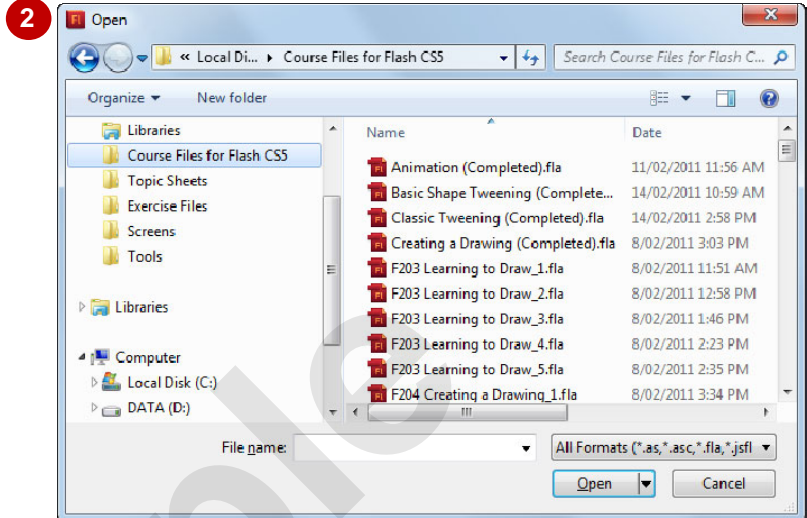 2
Fl Open
« Local Di... Course Files for Flash CS5 Search Course Files for Flash C...
Organize New folder
Libraries
Course Files for Flash CS5
Topic Sheets
Exercise Files
Screens
Tools
Libraries
Computer
Local Disk (C:)
DATA (D:)
Name Date
Animation (Completed).fla 11/02/2011 11:56 AM
Basic Shape Tweening (Complete... 14/02/2011 10:59 AM
Classic Tweening (Completed).fla 14/02/2011 2:58 PM
Creating a Drawing (Completed).fla 8/02/2011 3:03 PM
F203 Learning to Draw_1.fla 8/02/2011 11:51 AM
F203 Learning to Draw_2.fla 8/02/2011 12:58 PM
F203 Learning to Draw_3.fla 8/02/2011 1:46 PM
F203 Learning to Draw_4.fla 8/02/2011 2:23 PM
F203 Learning to Draw_5.fla 8/02/2011 2:35 PM
F204 Creating a Drawing_1.fla 8/02/2011 3:34 PM
File name: All Formats (*.as,*.asc,*.fla,*.jsfl
Open Cancel